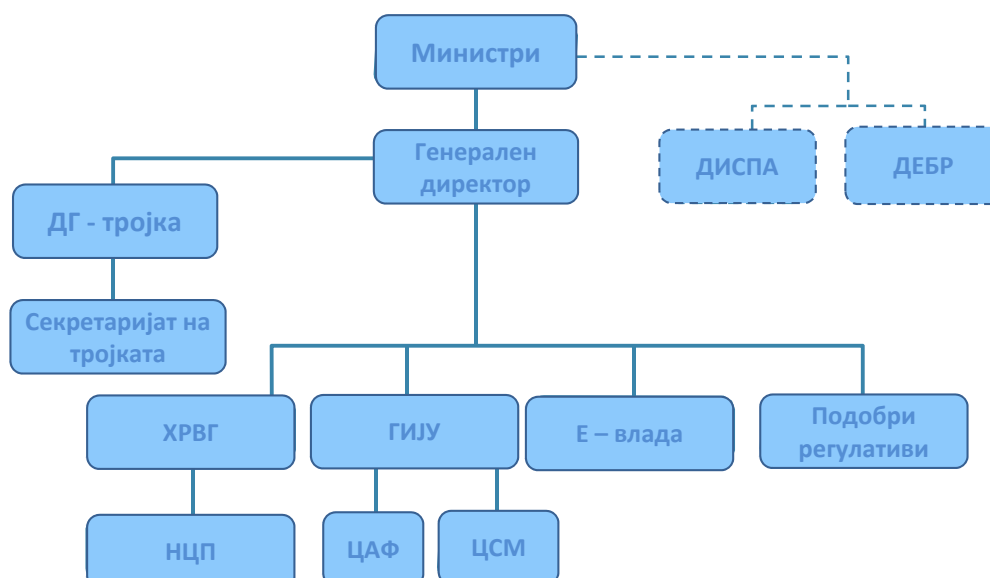 Министри
Генерален
директор
ДИСПА
ДЕБР
ДГ - тројка
Секретаријат на
тројката
ХРВГ
ГИЈУ
Е – влада
Подобри
регулативи
НЦП
ЦАФ
ЦСМ